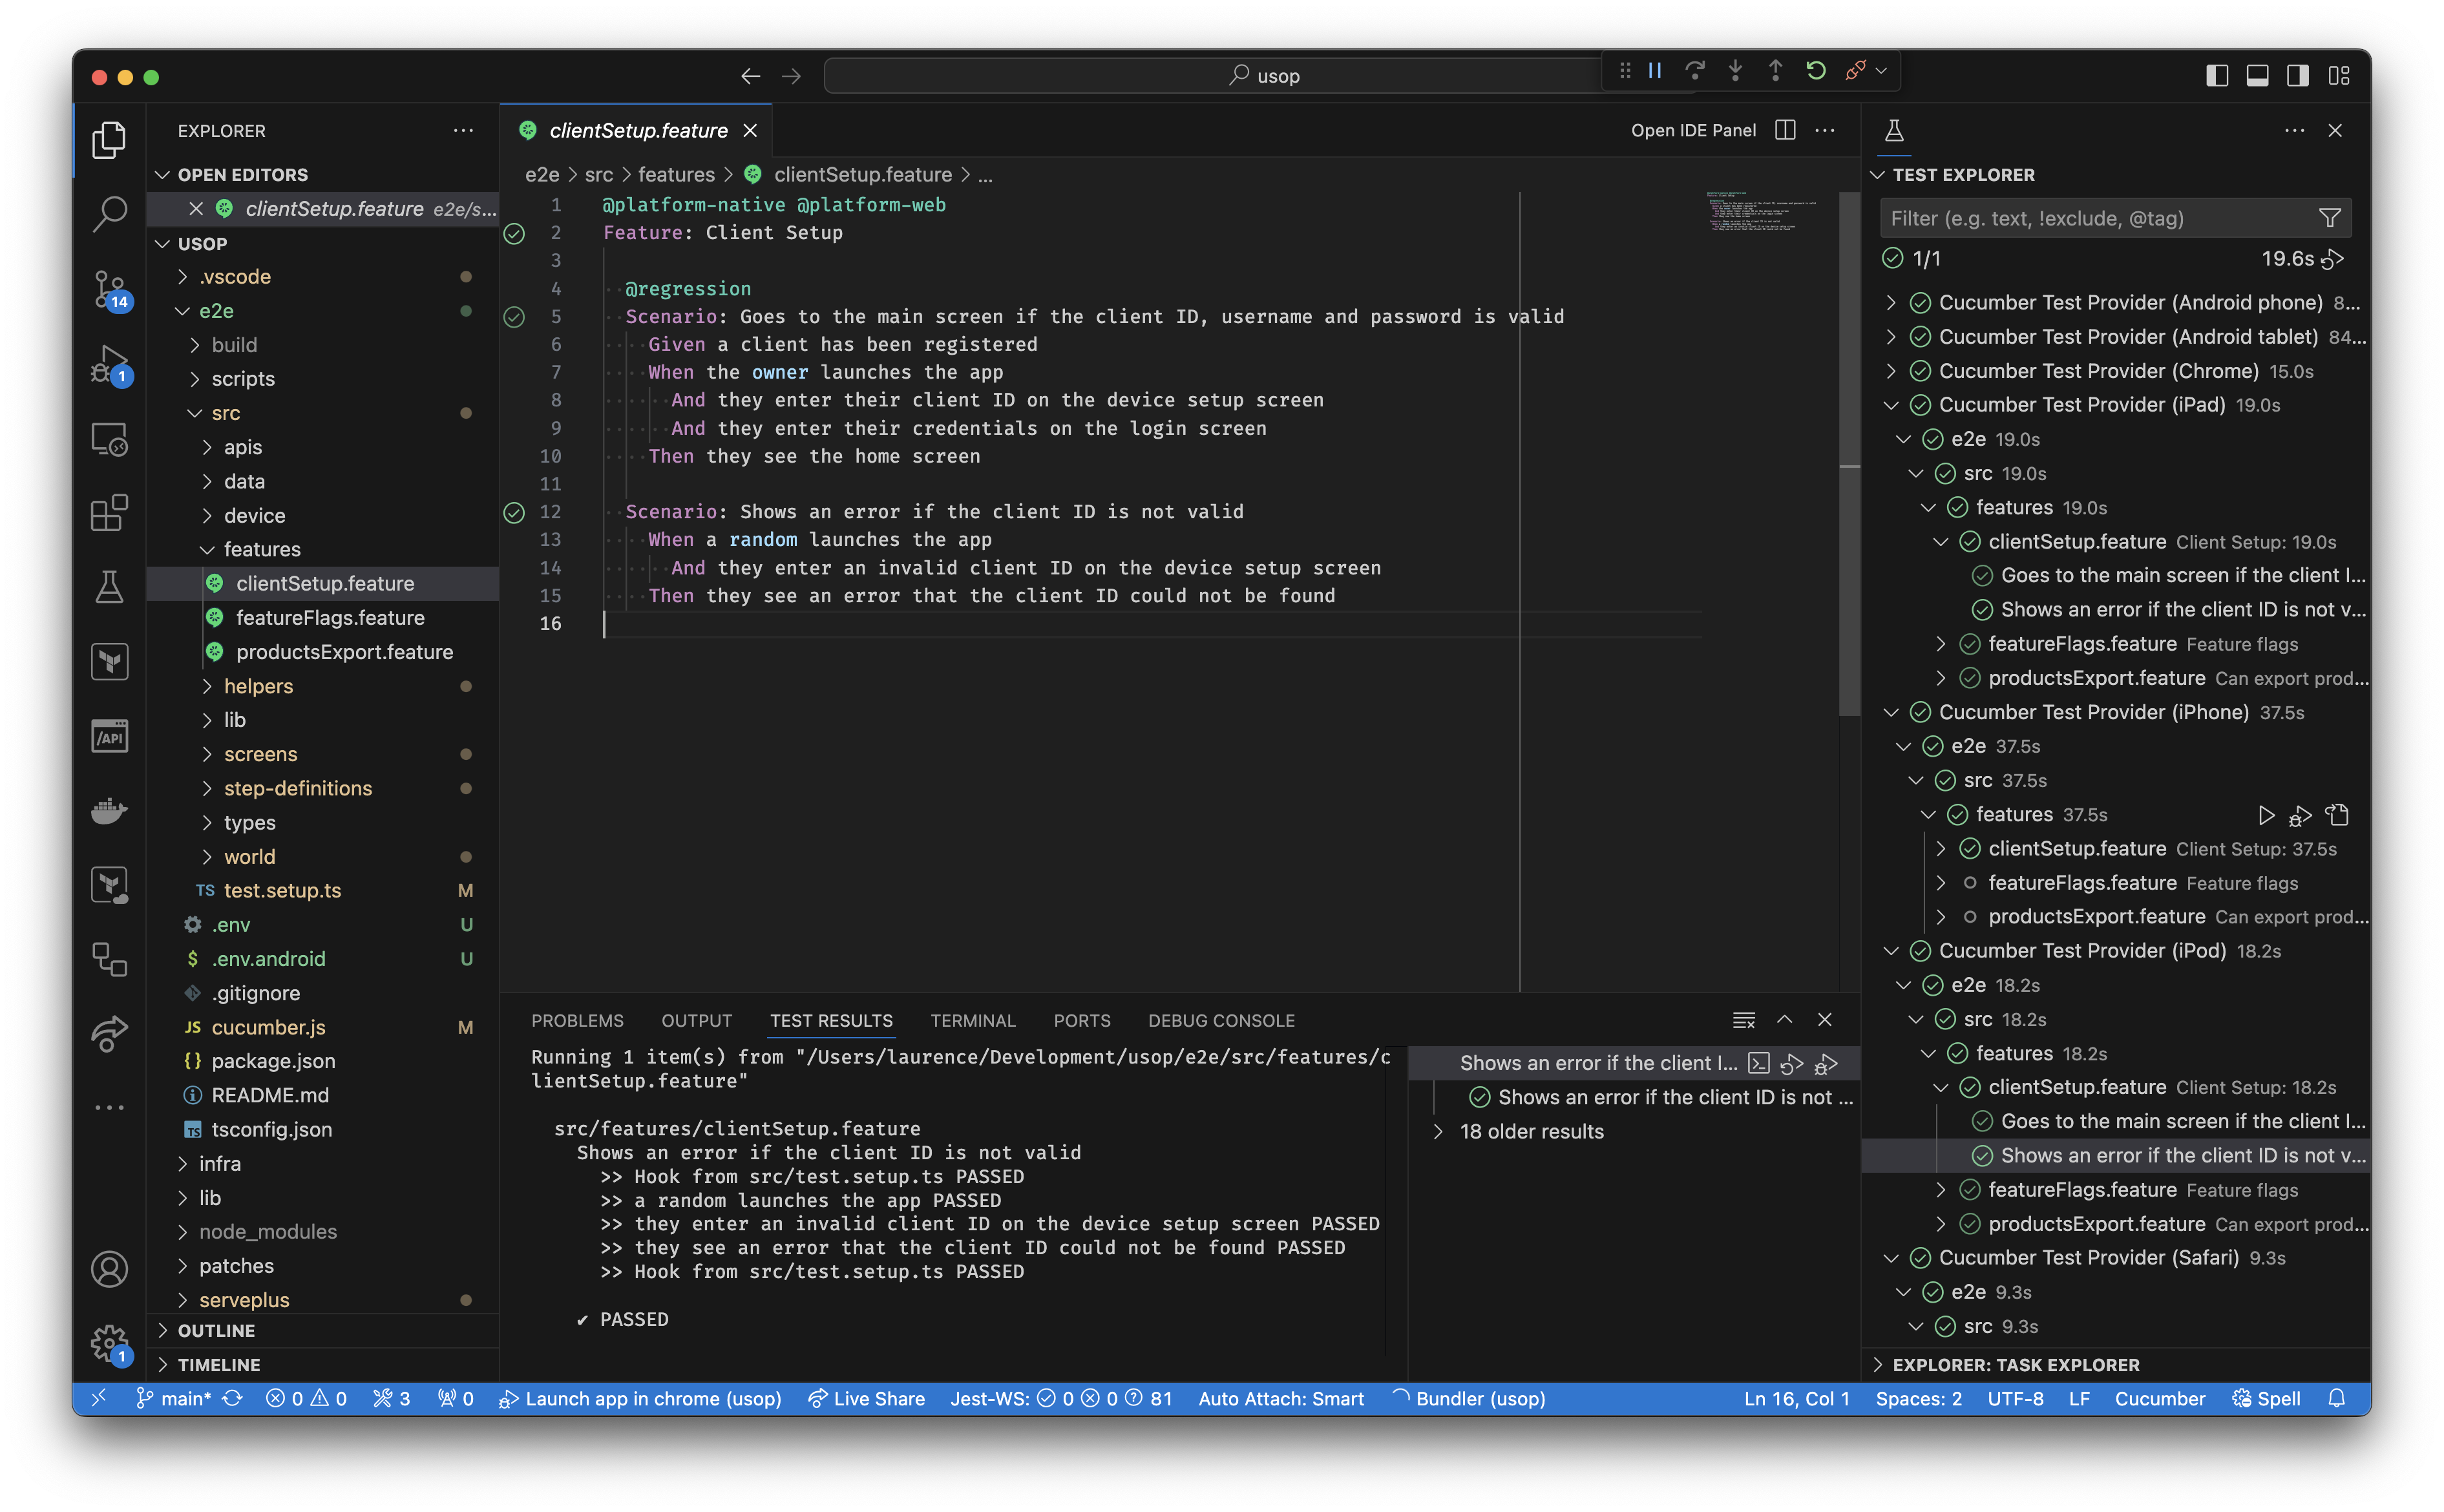 usop
EXPLORER
OPEN EDITORS
clientSetup.feature e2e/s...
USOP
.vscode
e2e
build
scripts
src
apis
data
device
features
clientSetup.feature
featureFlags.feature
productsExport.feature
helpers
lib
screens
step-definitions
types
world
TS test.setup.ts M
.env U
$ .env.android U
.gitignore
JS cucumber.js M
{} package.json
README.md
TS tsconfig.json
infra
lib
node_modules
patches
serveplus
OUTLINE
TIMELINE
14
1
/API
1
clientSetup.feature
Open IDE Panel
e2e > src > features > clientSetup.feature > ...
1 @platform-native @platform-web
2 Feature: Client Setup
3
4 @regression
5 Scenario: Goes to the main screen if the client ID, username and password is valid
6 Given a client has been registered
7 When the owner launches the app
8 And they enter their client ID on the device setup screen
9 And they enter their credentials on the login screen
10 Then they see the home screen
11
12 Scenario: Shows an error if the client ID is not valid
13 When a random launches the app
14 And they enter an invalid client ID on the device setup screen
15 Then they see an error that the client ID could not be found
16
PROBLEMS OUTPUT TEST RESULTS TERMINAL PORTS DEBUG CONSOLE
Running 1 item(s) from "/Users/laurence/Development/usop/e2e/src/features/c
lientSetup.feature"
src/features/clientSetup.feature
Shows an error if the client ID is not valid
>> Hook from src/test.setup.ts PASSED
>> a random launches the app PASSED
>> they enter an invalid client ID on the device setup screen PASSED
>> they see an error that the client ID could not be found PASSED
>> Hook from src/test.setup.ts PASSED
✔ PASSED
Shows an error if the client I...
Shows an error if the client ID is not ...
18 older results
TEST EXPLORER
Filter (e.g. text, !exclude, @tag)
1/1 19.6s
Cucumber Test Provider (Android phone) 8...
Cucumber Test Provider (Android tablet) 84...
Cucumber Test Provider (Chrome) 15.0s
Cucumber Test Provider (iPad) 19.0s
e2e 19.0s
src 19.0s
features 19.0s
clientSetup.feature Client Setup: 19.0s
Goes to the main screen if the client I...
Shows an error if the client ID is not v...
featureFlags.feature Feature flags
productsExport.feature Can export prod...
Cucumber Test Provider (iPhone) 37.5s
e2e 37.5s
src 37.5s
features 37.5s
clientSetup.feature Client Setup: 37.5s
featureFlags.feature Feature flags
productsExport.feature Can export prod...
Cucumber Test Provider (iPod) 18.2s
e2e 18.2s
src 18.2s
features 18.2s
clientSetup.feature Client Setup: 18.2s
Goes to the main screen if the client I...
Shows an error if the client ID is not v...
featureFlags.feature Feature flags
productsExport.feature Can export prod...
Cucumber Test Provider (Safari) 9.3s
e2e 9.3s
src 9.3s
EXPLORER: TASK EXPLORER
main* 0 0 3 0 Launch app in chrome (usop) Live Share Jest-WS: 0 0 81 Auto Attach: Smart Bundler (usop) Ln 16, Col 1 Spaces: 2 UTF-8 LF Cucumber Spell